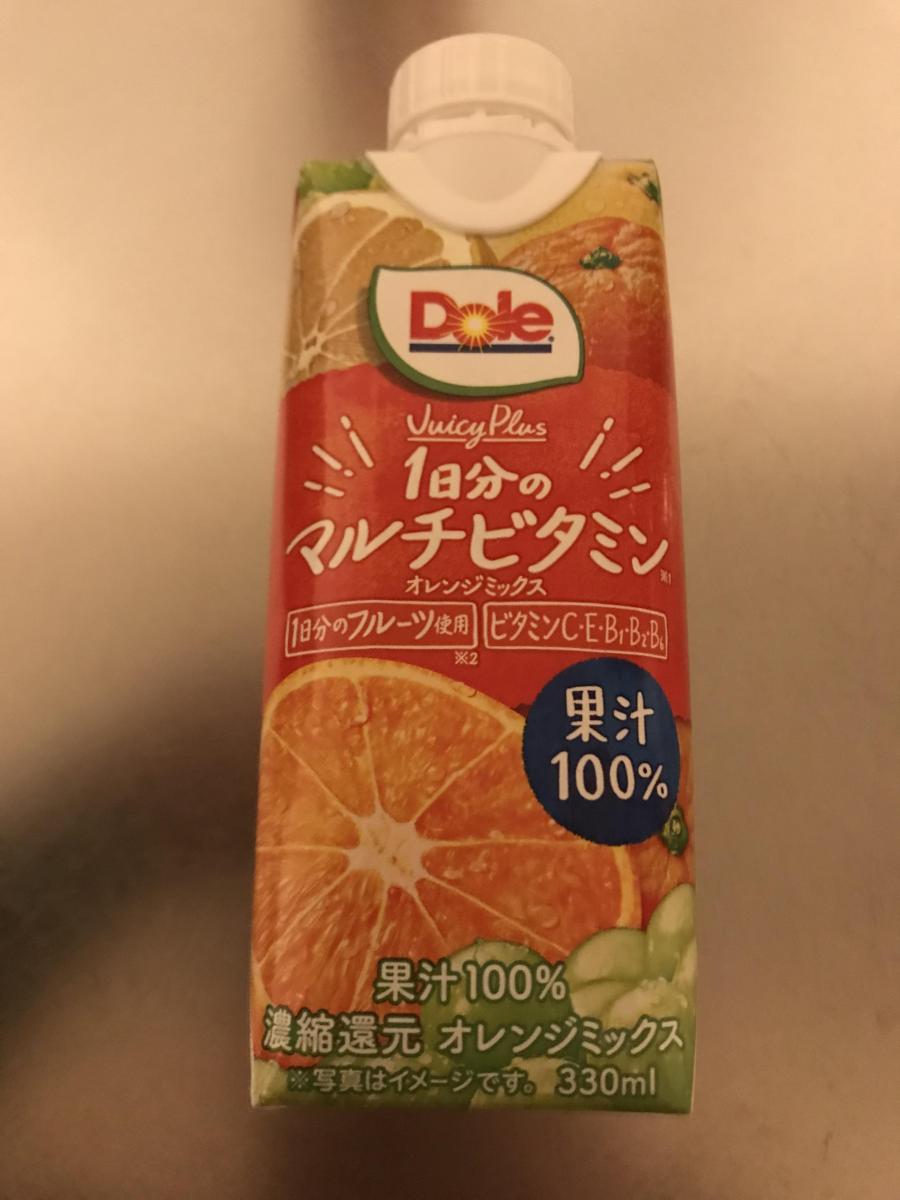 Dole
JuicyPlus
1日分の
マルチビタミン※1
オレンジミックス
1日分のフルーツ使用 ビタミンC・E・B1・B2・B6
※2
果汁
100%
果汁100%
濃縮還元 オレンジミックス
※写真はイメージです。 330ml